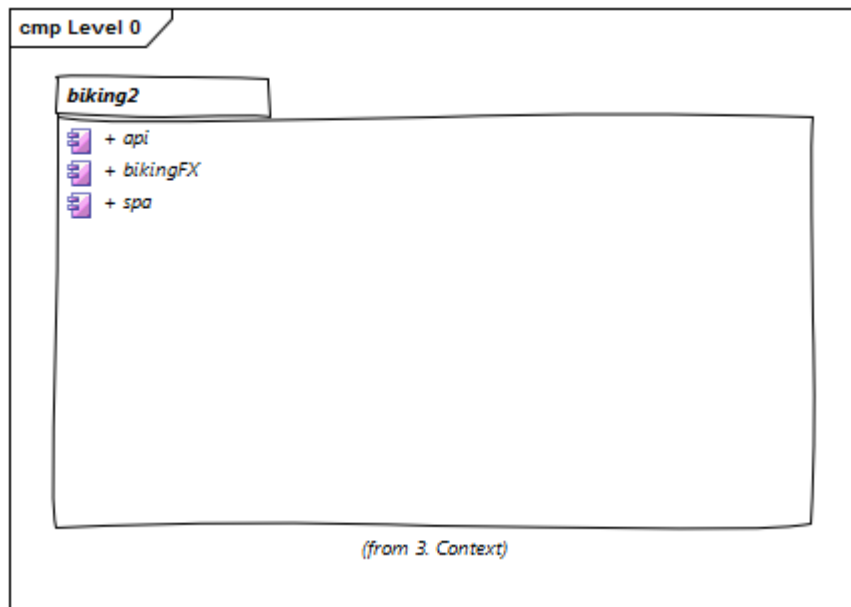 cmp Level 0
biking2
+ api
+ bikingFX
+ spa
(from 3. Context)